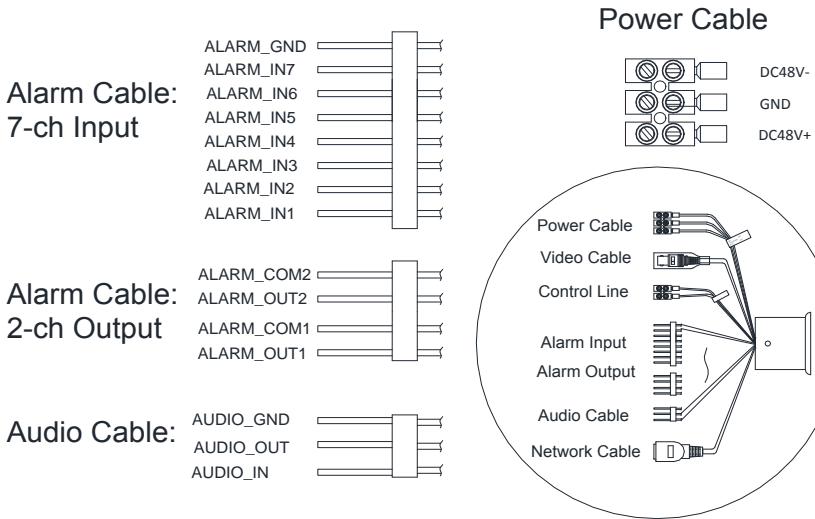 Power Cable
DC48V-
GND
DC48V+
Alarm Cable:
7-ch Input
ALARM_GND
ALARM_IN7
ALARM_IN6
ALARM_IN5
ALARM_IN4
ALARM_IN3
ALARM_IN2
ALARM_IN1
Alarm Cable:
2-ch Output
ALARM_COM2
ALARM_OUT2
ALARM_COM1
ALARM_OUT1
Audio Cable:
AUDIO_GND
AUDIO_OUT
AUDIO_IN
Power Cable
Video Cable
Control Line
Alarm Input
Alarm Output
Audio Cable
Network Cable